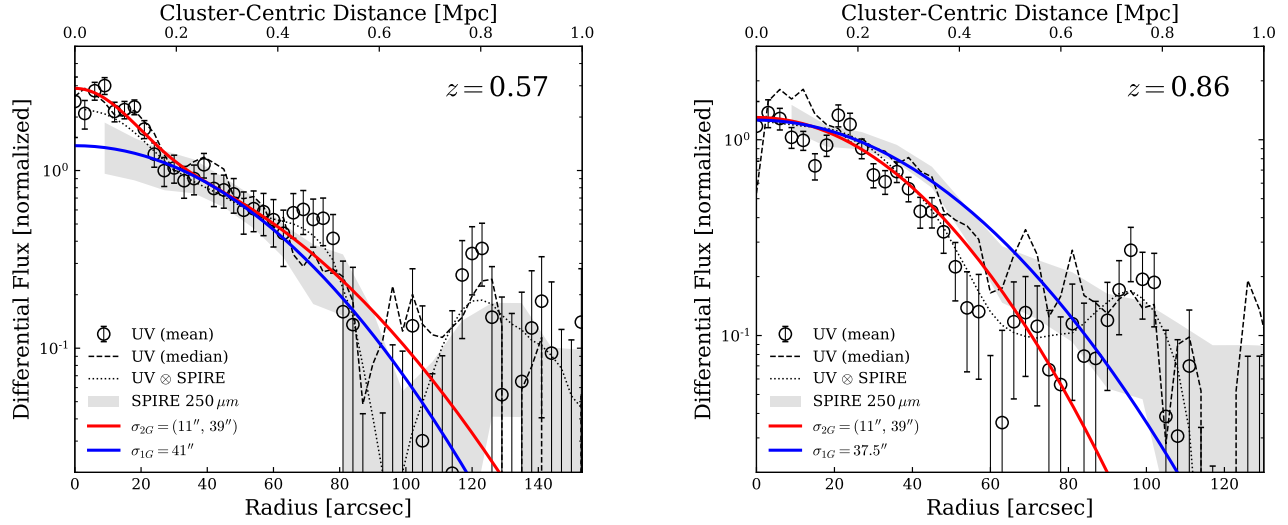 Cluster-Centric Distance [Mpc]
0.0 0.2 0.4 0.6 0.8 1.0
z = 0.57
Differential Flux [normalized]
10⁰
10⁻¹
UV (mean)
UV (median)
UV ⊗ SPIRE
SPIRE 250 μm
σ2G = (11″, 39″)
σ1G = 41″
0 20 40 60 80 100 120 140
Radius [arcsec]
Cluster-Centric Distance [Mpc]
0.0 0.2 0.4 0.6 0.8 1.0
z = 0.86
Differential Flux [normalized]
10⁰
10⁻¹
UV (mean)
UV (median)
UV ⊗ SPIRE
SPIRE 250 μm
σ2G = (11″, 39″)
σ1G = 37.5″
0 20 40 60 80 100 120
Radius [arcsec]